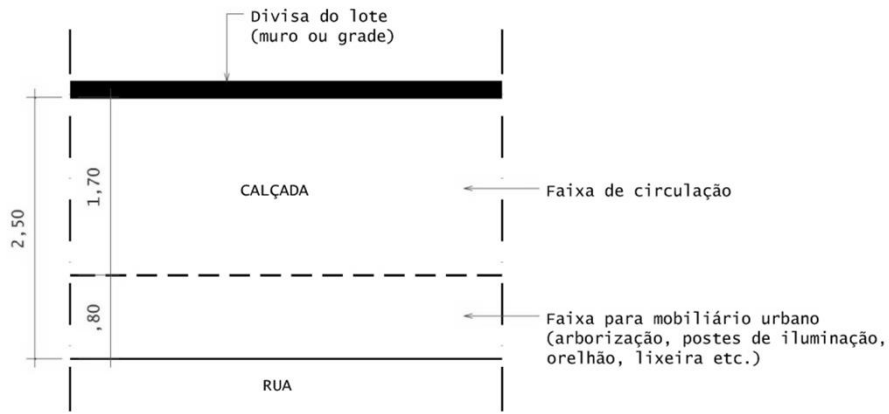 Divisa do lote
(muro ou grade)
2,50
1,70
CALÇADA
Faixa de circulação
,80
Faixa para mobiliário urbano
(arborização, postes de iluminação,
orelhão, lixeira etc.)
RUA